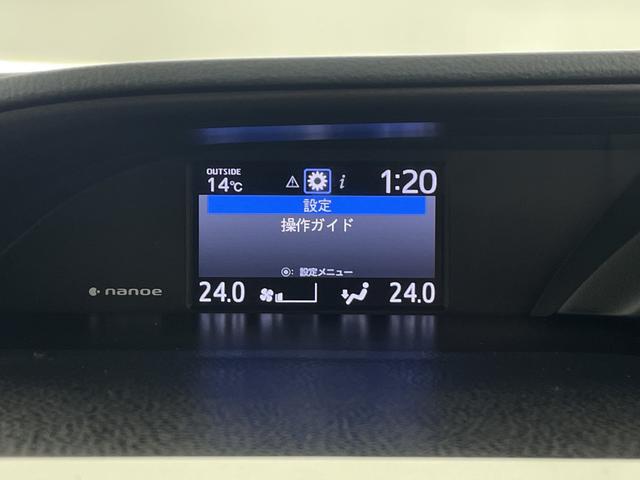 OUTSIDE
14℃ i 1:20
設定
操作ガイド
◉: 設定メニュー
nanoe 24.0 24.0